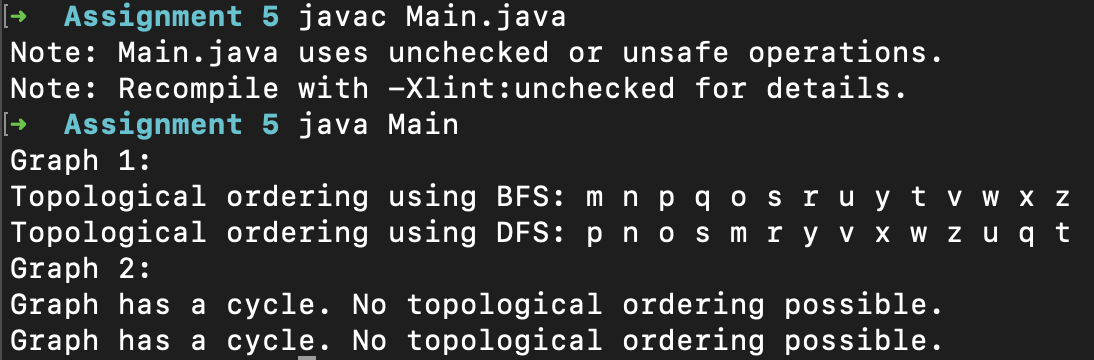 [➜  Assignment 5 javac Main.java
Note: Main.java uses unchecked or unsafe operations.
Note: Recompile with -Xlint:unchecked for details.
[➜  Assignment 5 java Main
Graph 1:
Topological ordering using BFS: m n p q o s r u y t v w x z
Topological ordering using DFS: p n o s m r y v x w z u q t
Graph 2:
Graph has a cycle. No topological ordering possible.
Graph has a cycle. No topological ordering possible.